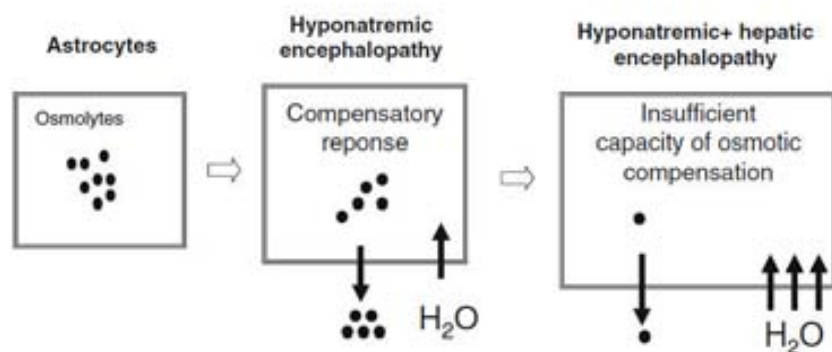 Astrocytes
Hyponatremic
encephalopathy
Hyponatremic+ hepatic
encephalopathy
Osmolytes
Compensatory
reponse
Insufficient
capacity of osmotic
compensation
H₂O
H₂O